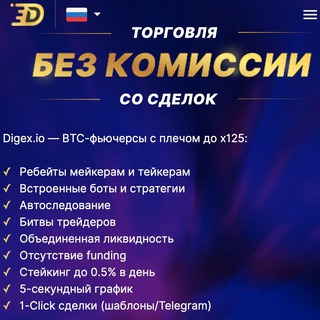 3D
ТОРГОВЛЯ
БЕЗ КОМИССИИ
СО СДЕЛОК
Digex.io — BTC-фьючерсы с плечом до x125:
✓ Ребейты мейкерам и тейкерам
✓ Встроенные боты и стратегии
✓ Автоследование
✓ Битвы трейдеров
✓ Объединенная ликвидность
✓ Отсутствие funding
✓ Стейкинг до 0.5% в день
✓ 5-секундный график
✓ 1-Click сделки (шаблоны/Telegram)